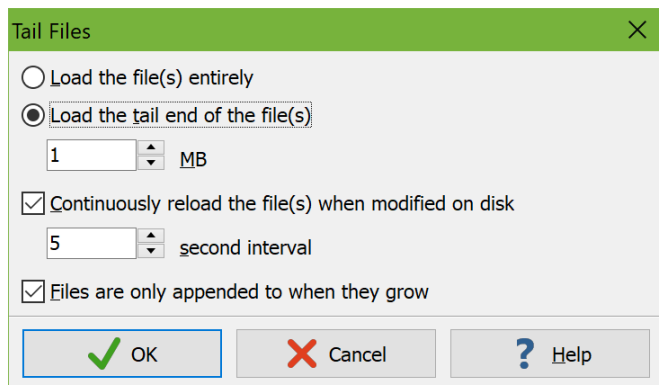 Tail Files
Load the file(s) entirely
Load the tail end of the file(s)
1 MB
Continuously reload the file(s) when modified on disk
5 second interval
Files are only appended to when they grow
OK Cancel ? Help